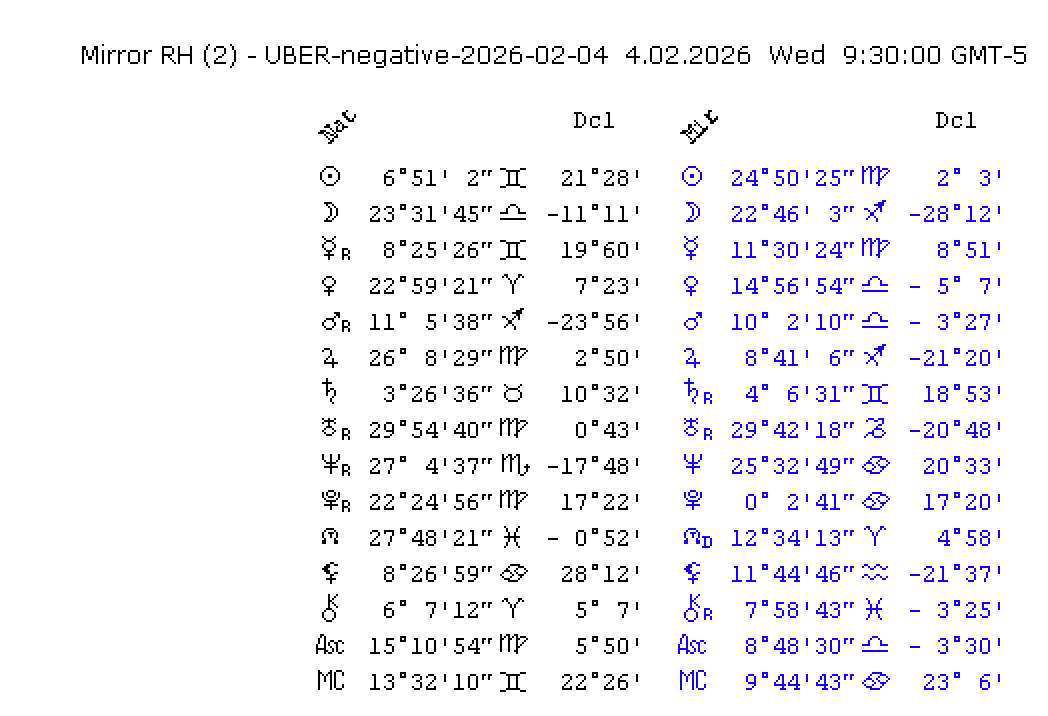 Mirror RH (2) - UBER-negative-2026-02-04 4.02.2026 Wed 9:30:00 GMT-5
Nat Dcl Mir Dcl
☉ 6°51' 2" ♊ 21°28' ☉ 24°50'25" ♍ 2° 3'
☽ 23°31'45" ♎ -11°11' ☽ 22°46' 3" ♐ -28°12'
☿R 8°25'26" ♊ 19°60' ☿ 11°30'24" ♍ 8°51'
♀ 22°59'21" ♈ 7°23' ♀ 14°56'54" ♎ - 5° 7'
♂R 11° 5'38" ♐ -23°56' ♂ 10° 2'10" ♎ - 3°27'
♃ 26° 8'29" ♍ 2°50' ♃ 8°41' 6" ♐ -21°20'
♄ 3°26'36" ♉ 10°32' ♄R 4° 6'31" ♊ 18°53'
♅R 29°54'40" ♍ 0°43' ♅R 29°42'18" ♑ -20°48'
♆R 27° 4'37" ♏ -17°48' ♆ 25°32'49" ♋ 20°33'
♇R 22°24'56" ♍ 17°22' ♇ 0° 2'41" ♋ 17°20'
☊ 27°48'21" ♓ - 0°52' ☊D 12°34'13" ♈ 4°58'
⚸ 8°26'59" ♋ 28°12' ⚸ 11°44'46" ♒ -21°37'
⚷ 6° 7'12" ♈ 5° 7' ⚷R 7°58'43" ♓ - 3°25'
Asc 15°10'54" ♍ 5°50' Asc 8°48'30" ♎ - 3°30'
MC 13°32'10" ♊ 22°26' MC 9°44'43" ♋ 23° 6'